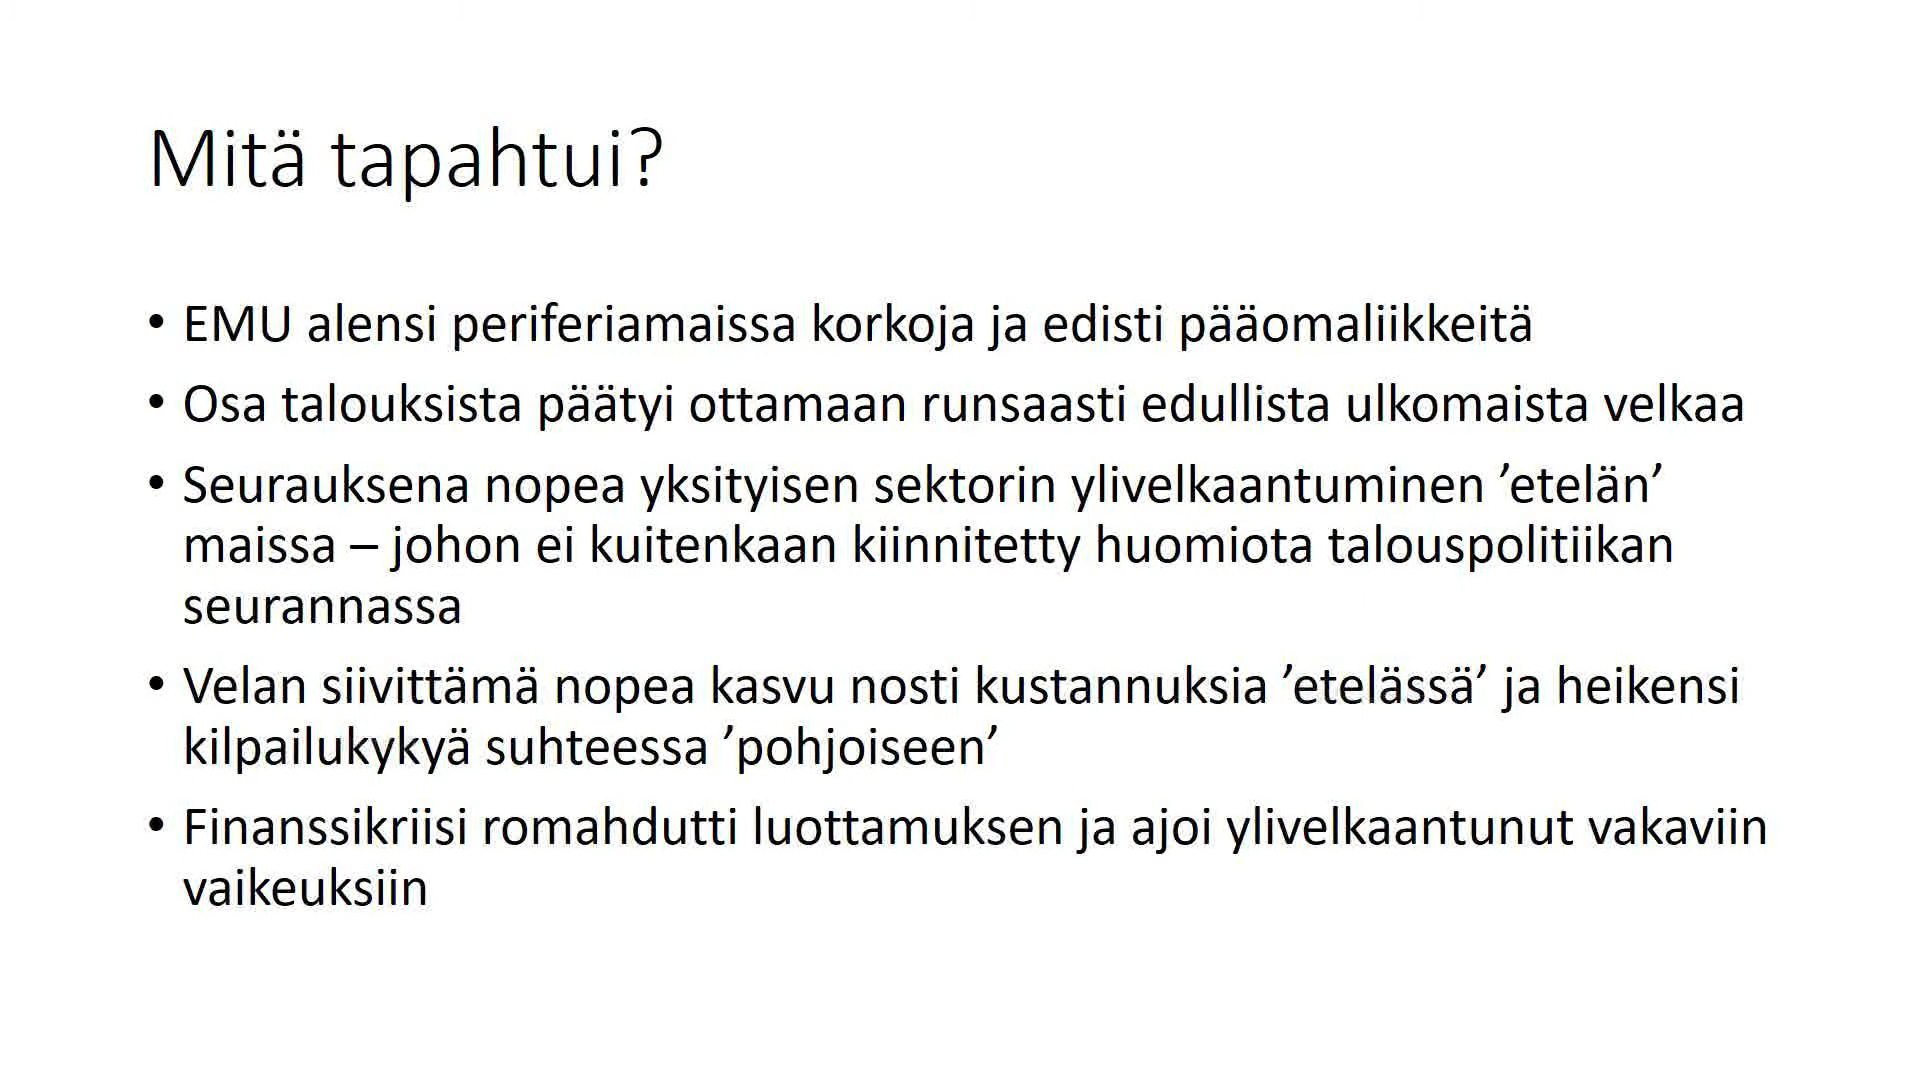 Mitä tapahtui?
• EMU alensi periferiamaissa korkoja ja edisti pääomaliikkeitä
• Osa talouksista päätyi ottamaan runsaasti edullista ulkomaista velkaa
• Seurauksena nopea yksityisen sektorin ylivelkaantuminen ’etelän’
maissa – johon ei kuitenkaan kiinnitetty huomiota talouspolitiikan
seurannassa
• Velan siivittämä nopea kasvu nosti kustannuksia ’etelässä’ ja heikensi
kilpailukykyä suhteessa ’pohjoiseen’
• Finanssikriisi romahdutti luottamuksen ja ajoi ylivelkaantunut vakaviin
vaikeuksiin